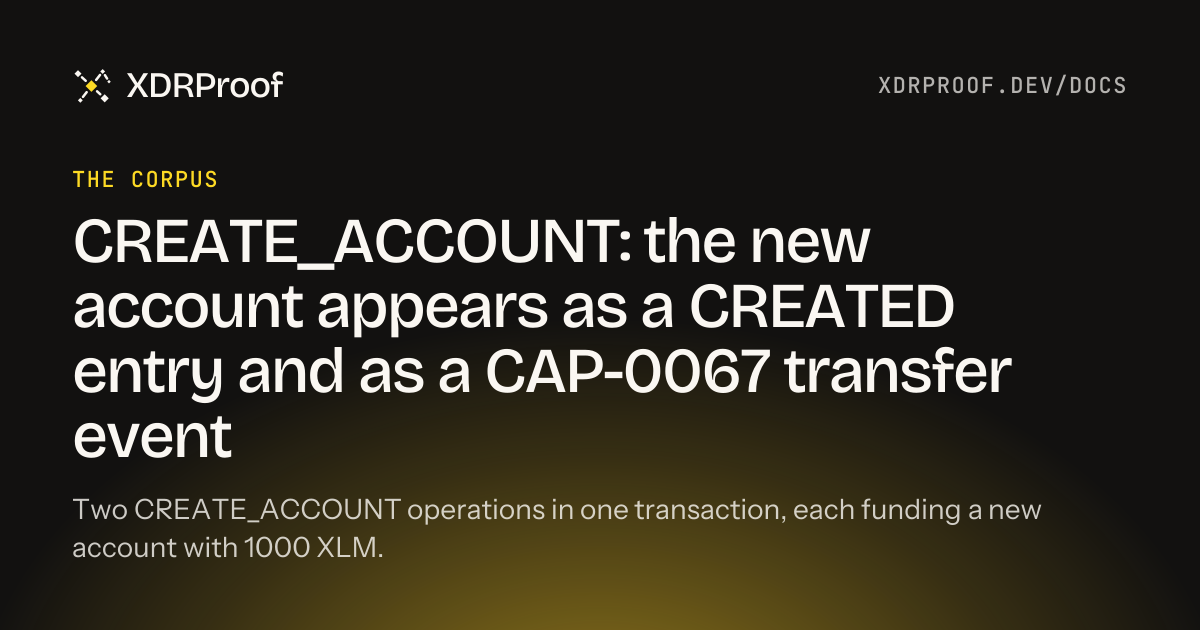 XDRProof
XDRPROOF.DEV/DOCS
THE CORPUS
CREATE_ACCOUNT: the new
account appears as a CREATED
entry and as a CAP-0067 transfer
event
Two CREATE_ACCOUNT operations in one transaction, each funding a new
account with 1000 XLM.